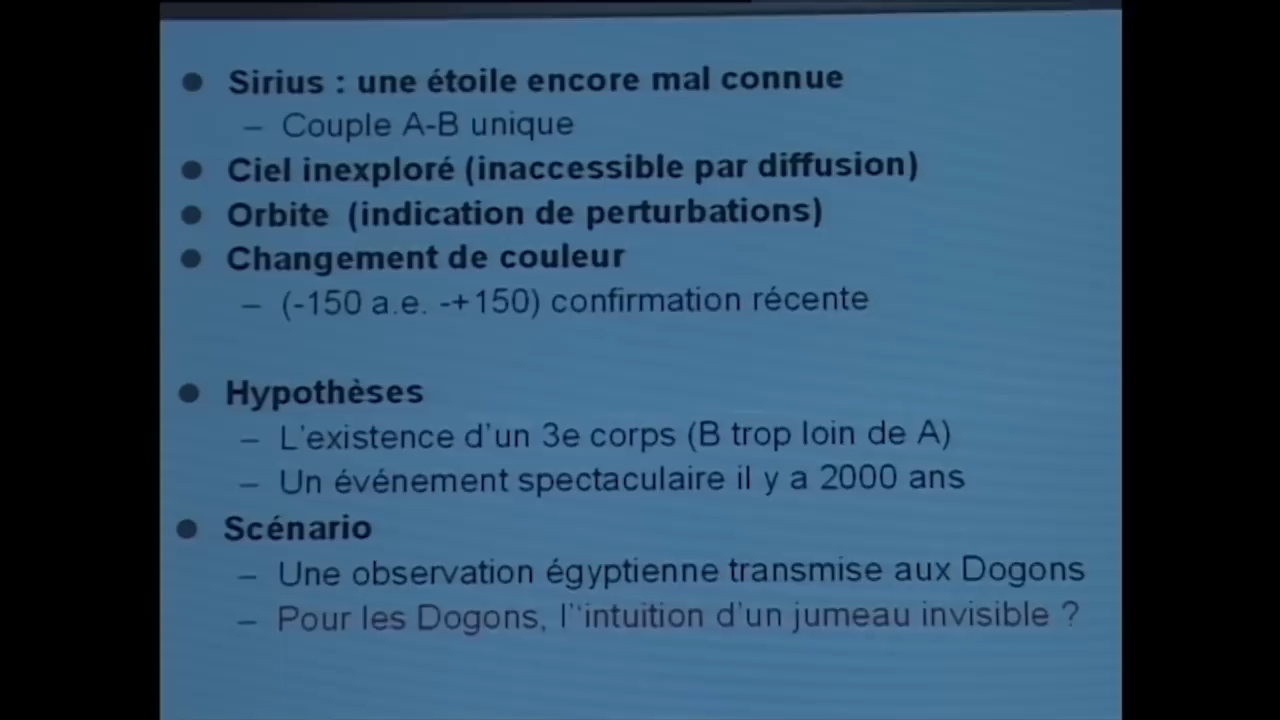 ● Sirius : une étoile encore mal connue
– Couple A-B unique
● Ciel inexploré (inaccessible par diffusion)
● Orbite (indication de perturbations)
● Changement de couleur
– (-150 a.e. -+150) confirmation récente
● Hypothèses
– L'existence d'un 3e corps (B trop loin de A)
– Un événement spectaculaire il y a 2000 ans
● Scénario
– Une observation égyptienne transmise aux Dogons
– Pour les Dogons, l'‘intuition d'un jumeau invisible ?